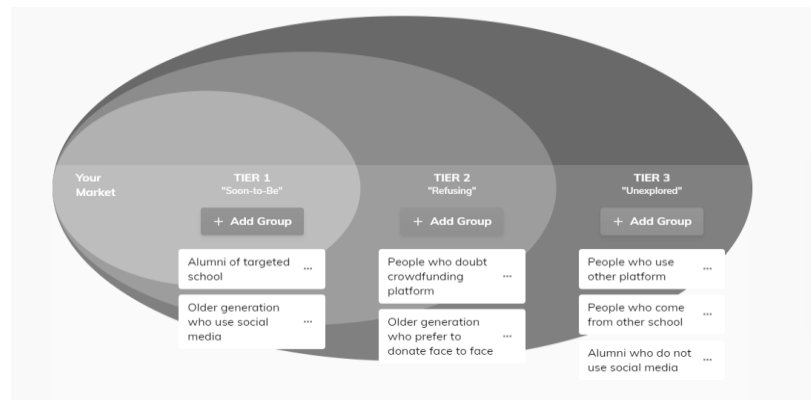 Your
Market
TIER 1
"Soon-to-Be"
+ Add Group
Alumni of targeted
school
Older generation
who use social
media
TIER 2
"Refusing"
+ Add Group
People who doubt
crowdfunding
platform
Older generation
who prefer to
donate face to face
TIER 3
"Unexplored"
+ Add Group
People who use
other platform
People who come
from other school
Alumni who do not
use social media